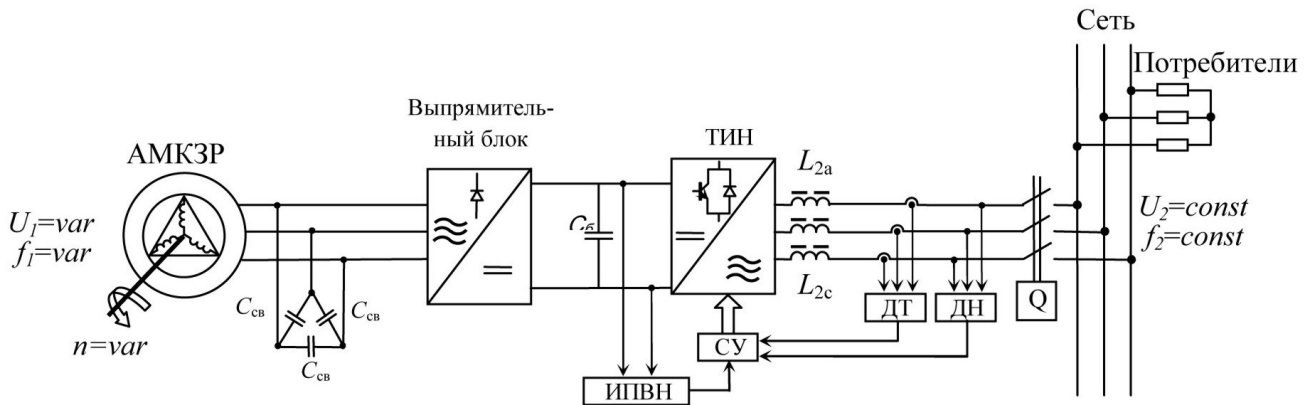 Сеть
Потребители
Выпрямитель-
ный блок
ТИН
АМКЗР
L2a
L2c
U1=var
f1=var
Cб
U2=const
f2=const
Cсв
Cсв
Cсв
n=var
ДТ
ДН
Q
СУ
ИПВН